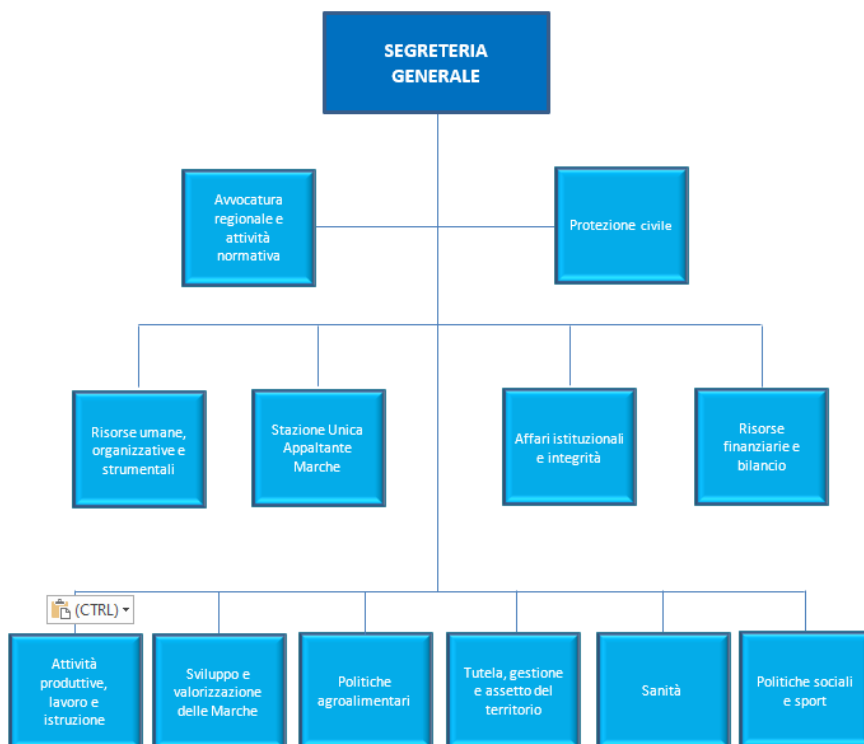 SEGRETERIA
GENERALE
Avvocatura
regionale e
attività
normativa
Protezione civile
Risorse umane,
organizzative e
strumentali
Stazione Unica
Appaltante
Marche
Affari istituzionali
e integrità
Risorse
finanziarie e
bilancio
(CTRL)
Attività
produttive,
lavoro e
istruzione
Sviluppo e
valorizzazione
delle Marche
Politiche
agroalimentari
Tutela, gestione
e assetto del
territorio
Sanità
Politiche sociali
e sport